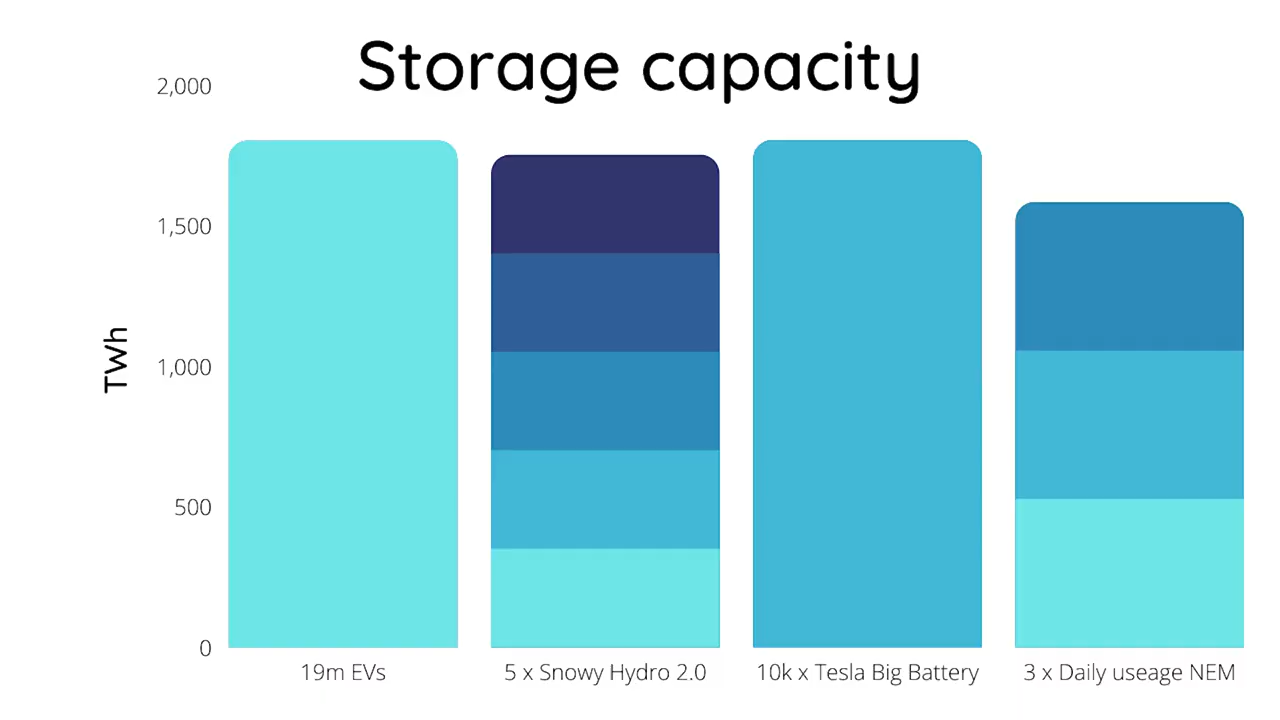 Storage capacity
2,000
1,500
1,000
500
0
TWh
19m EVs
5 x Snowy Hydro 2.0
10k x Tesla Big Battery
3 x Daily useage NEM